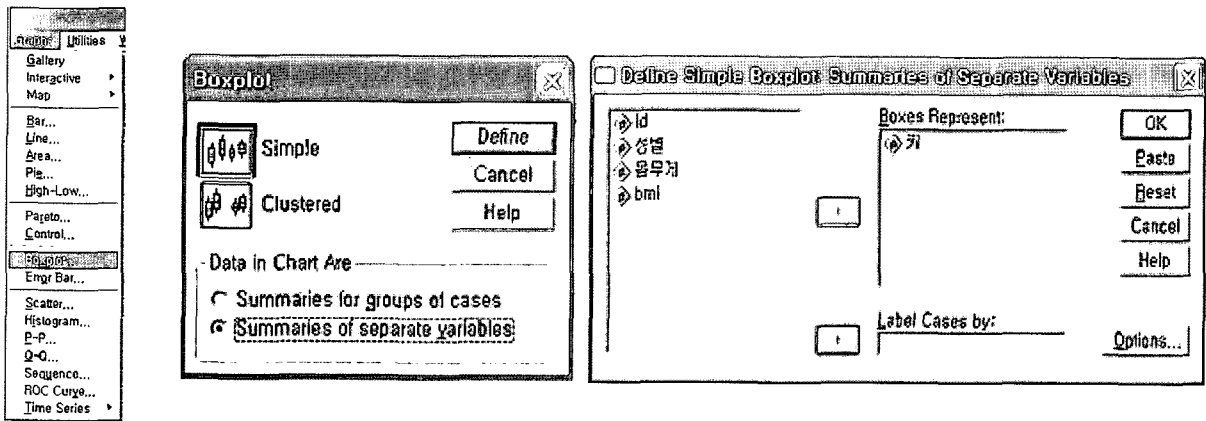 Graphs Utilities
Gallery
Interactive
Map
Bar...
Line...
Area...
Pie...
High-Low...
Pareto...
Control...
Boxplot...
Error Bar...
Scatter...
Histogram...
P-P...
Q-Q...
Sequence...
ROC Curve...
Time Series
Boxplot
Simple
Clustered
Define
Cancel
Help
Data in Chart Are
Summaries for groups of cases
Summaries of separate variables
Define Simple Boxplot: Summaries of Separate Variables
id
성별
몸무게
bmi
Boxes Represent:
키
Label Cases by:
OK
Paste
Reset
Cancel
Help
Options...